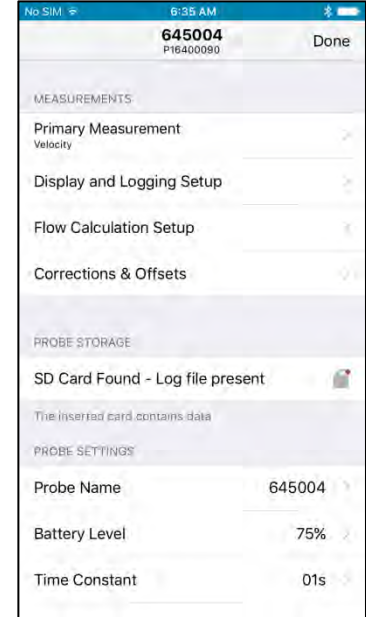 No SIM 6:35 AM
645004 Done
P16400090
MEASUREMENTS
Primary Measurement
Velocity
Display and Logging Setup
Flow Calculation Setup
Corrections & Offsets
PROBE STORAGE
SD Card Found - Log file present
The inserted card contains data
PROBE SETTINGS
Probe Name 645004
Battery Level 75%
Time Constant 01s